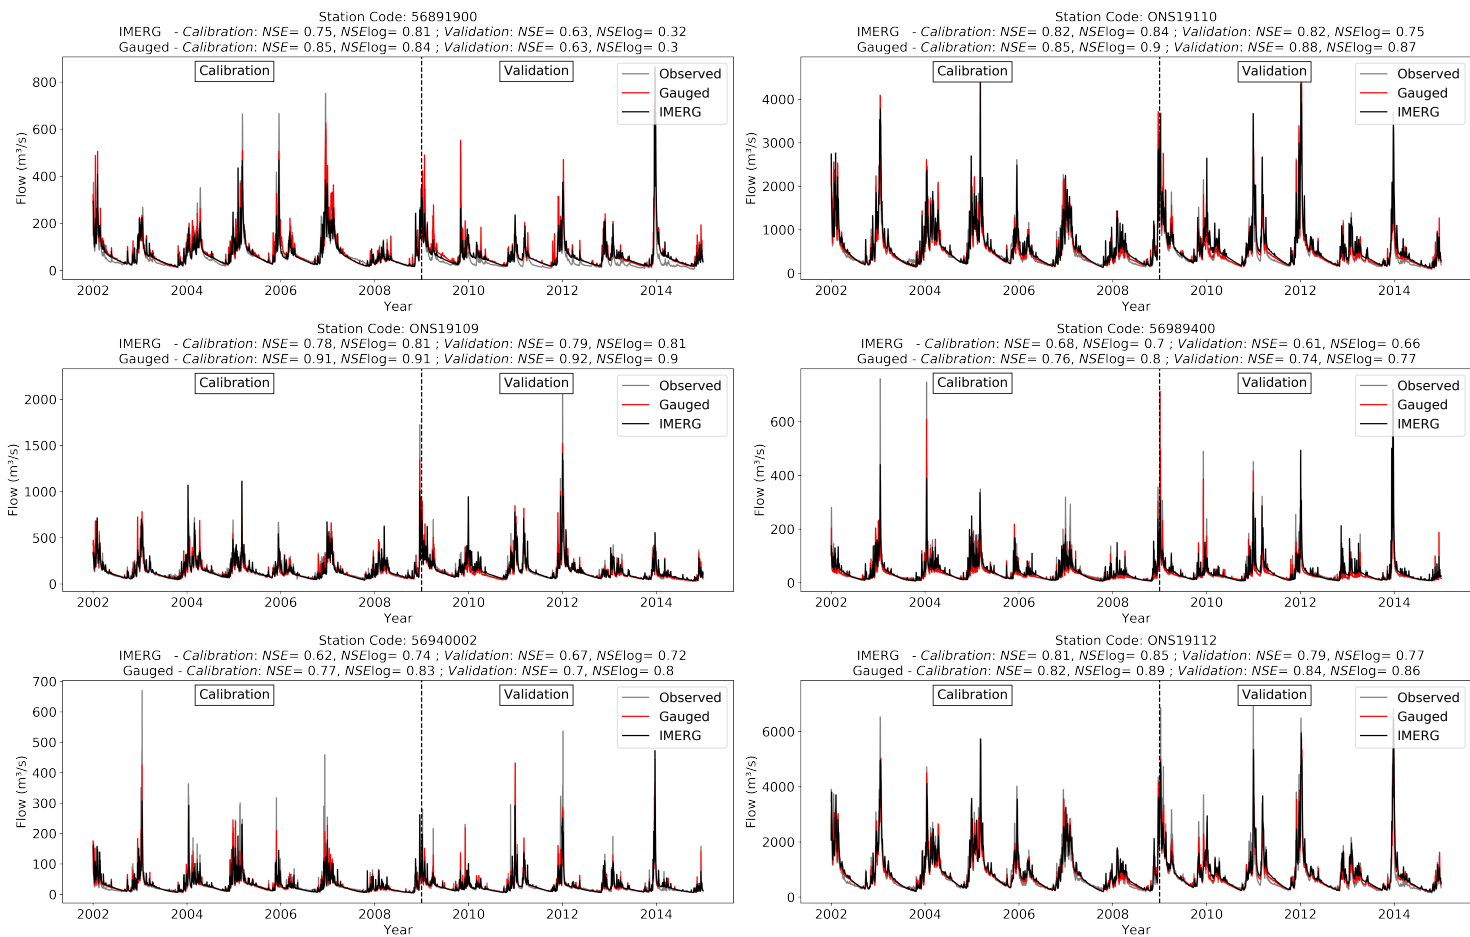 Station Code: 56891900
IMERG - Calibration: NSE= 0.75, NSElog= 0.81 ; Validation: NSE= 0.63, NSElog= 0.32
Gauged - Calibration: NSE= 0.85, NSElog= 0.84 ; Validation: NSE= 0.63, NSElog= 0.3
Calibration
Validation
Observed
Gauged
IMERG
Flow (m³/s)
800
600
400
200
0
2002 2004 2006 2008 2010 2012 2014
Year
Station Code: ONS19110
IMERG - Calibration: NSE= 0.82, NSElog= 0.84 ; Validation: NSE= 0.82, NSElog= 0.75
Gauged - Calibration: NSE= 0.85, NSElog= 0.9 ; Validation: NSE= 0.88, NSElog= 0.87
Calibration
Validation
Observed
Gauged
IMERG
Flow (m³/s)
4000
3000
2000
1000
0
2002 2004 2006 2008 2010 2012 2014
Year
Station Code: ONS19109
IMERG - Calibration: NSE= 0.78, NSElog= 0.81 ; Validation: NSE= 0.79, NSElog= 0.81
Gauged - Calibration: NSE= 0.91, NSElog= 0.91 ; Validation: NSE= 0.92, NSElog= 0.9
Calibration
Validation
Observed
Gauged
IMERG
Flow (m³/s)
2000
1500
1000
500
0
2002 2004 2006 2008 2010 2012 2014
Year
Station Code: 56989400
IMERG - Calibration: NSE= 0.68, NSElog= 0.7 ; Validation: NSE= 0.61, NSElog= 0.66
Gauged - Calibration: NSE= 0.76, NSElog= 0.8 ; Validation: NSE= 0.74, NSElog= 0.77
Calibration
Validation
Observed
Gauged
IMERG
Flow (m³/s)
600
400
200
0
2002 2004 2006 2008 2010 2012 2014
Year
Station Code: 56940002
IMERG - Calibration: NSE= 0.62, NSElog= 0.74 ; Validation: NSE= 0.67, NSElog= 0.72
Gauged - Calibration: NSE= 0.77, NSElog= 0.83 ; Validation: NSE= 0.7, NSElog= 0.8
Calibration
Validation
Observed
Gauged
IMERG
Flow (m³/s)
700
600
500
400
300
200
100
0
2002 2004 2006 2008 2010 2012 2014
Year
Station Code: ONS19112
IMERG - Calibration: NSE= 0.81, NSElog= 0.85 ; Validation: NSE= 0.79, NSElog= 0.77
Gauged - Calibration: NSE= 0.82, NSElog= 0.89 ; Validation: NSE= 0.84, NSElog= 0.86
Calibration
Validation
Observed
Gauged
IMERG
Flow (m³/s)
6000
4000
2000
0
2002 2004 2006 2008 2010 2012 2014
Year